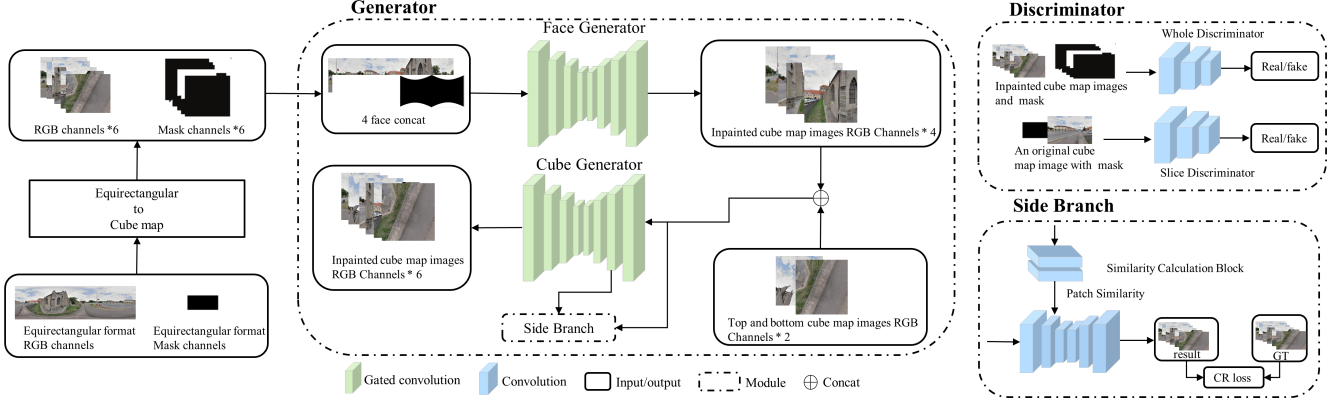 Generator
Discriminator
Face Generator
Whole Discriminator
Real/fake
Inpainted cube map images
and mask
RGB channels *6
Mask channels *6
4 face concat
Inpainted cube map images RGB Channels * 4
Real/fake
An original cube
map image with mask
Slice Discriminator
Cube Generator
Equirectangular
to
Cube map
Side Branch
Inpainted cube map images
RGB Channels * 6
Similarity Calculation Block
Patch Similarity
Equirectangular format
RGB channels
Equirectangular format
Mask channels
Side Branch
Top and bottom cube map images RGB
Channels * 2
result
GT
CR loss
Gated convolution
Convolution
Input/output
Module
Concat